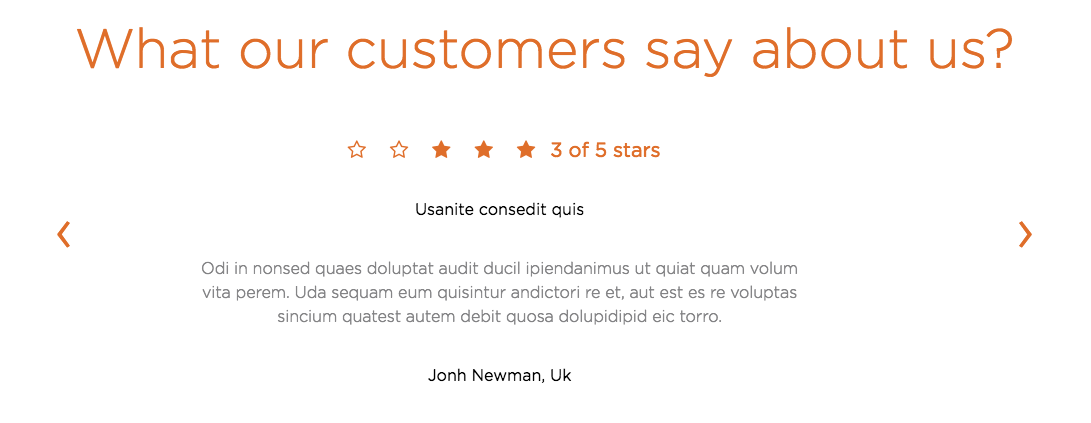 What our customers say about us?
3 of 5 stars
Usanite consedit quis
Odi in nonsed quaes doluptat audit ducil ipiendanimus ut quiat quam volum
vita perem. Uda sequam eum quisintur andictori re et, aut est es re voluptas
sincium quatest autem debit quosa dolupidipid eic torro.
Jonh Newman, Uk